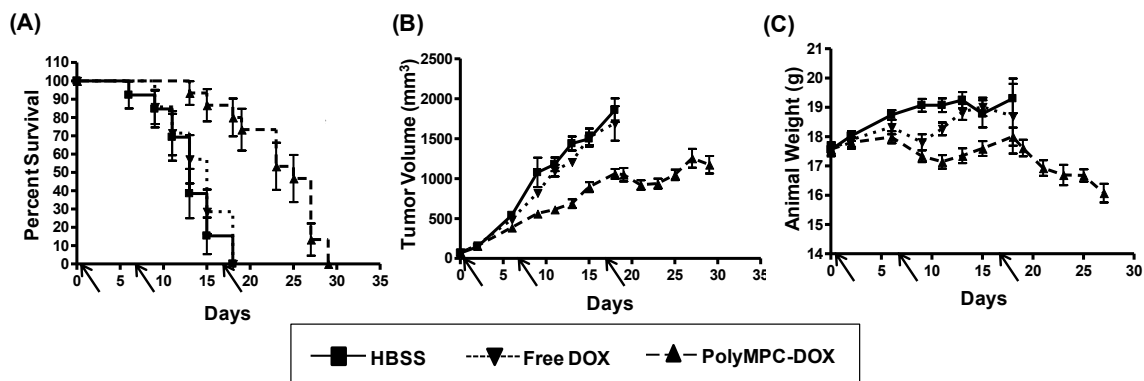 (A)
Percent Survival
110
100
90
80
70
60
50
40
30
20
10
0
0 5 10 15 20 25 30 35
Days
(B)
Tumor Volume (mm3)
2500
2000
1500
1000
500
0
0 5 10 15 20 25 30 35
Days
(C)
Animal Weight (g)
21
20
19
18
17
16
15
14
0 5 10 15 20 25 30
Days
HBSS Free DOX PolyMPC-DOX